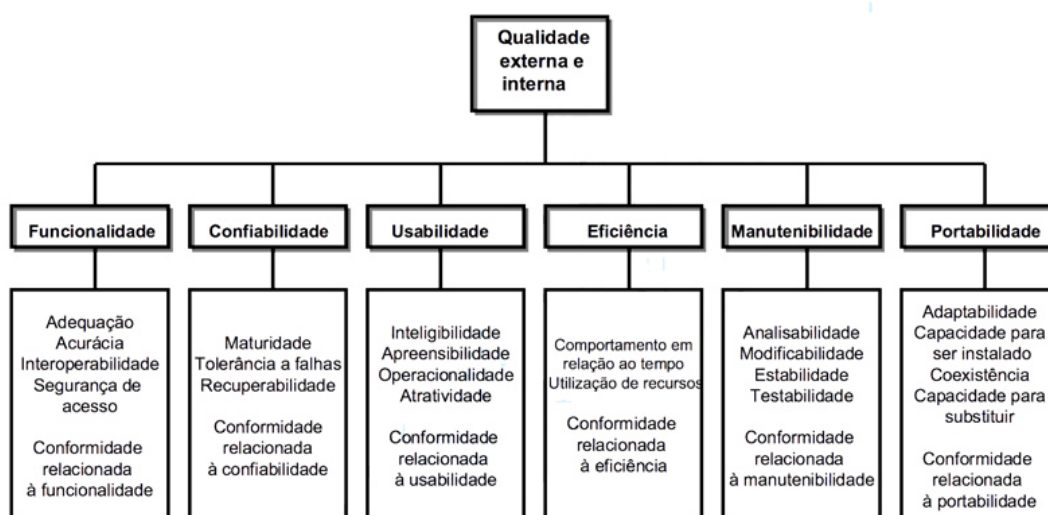 Qualidade
externa e
interna
Funcionalidade
Confiabilidade
Usabilidade
Eficiência
Manutenibilidade
Portabilidade
Adequação
Acurácia
Interoperabilidade
Segurança de
acesso
Conformidade
relacionada
à funcionalidade
Maturidade
Tolerância a falhas
Recuperabilidade
Conformidade
relacionada
à confiabilidade
Inteligibilidade
Apreensibilidade
Operacionalidade
Atratividade
Conformidade
relacionada
à usabilidade
Comportamento em
relação ao tempo
Utilização de recursos
Conformidade
relacionada
à eficiência
Analisabilidade
Modificabilidade
Estabilidade
Testabilidade
Conformidade
relacionada
à manutenibilidade
Adaptabilidade
Capacidade para
ser instalado
Coexistência
Capacidade para
substituir
Conformidade
relacionada
à portabilidade